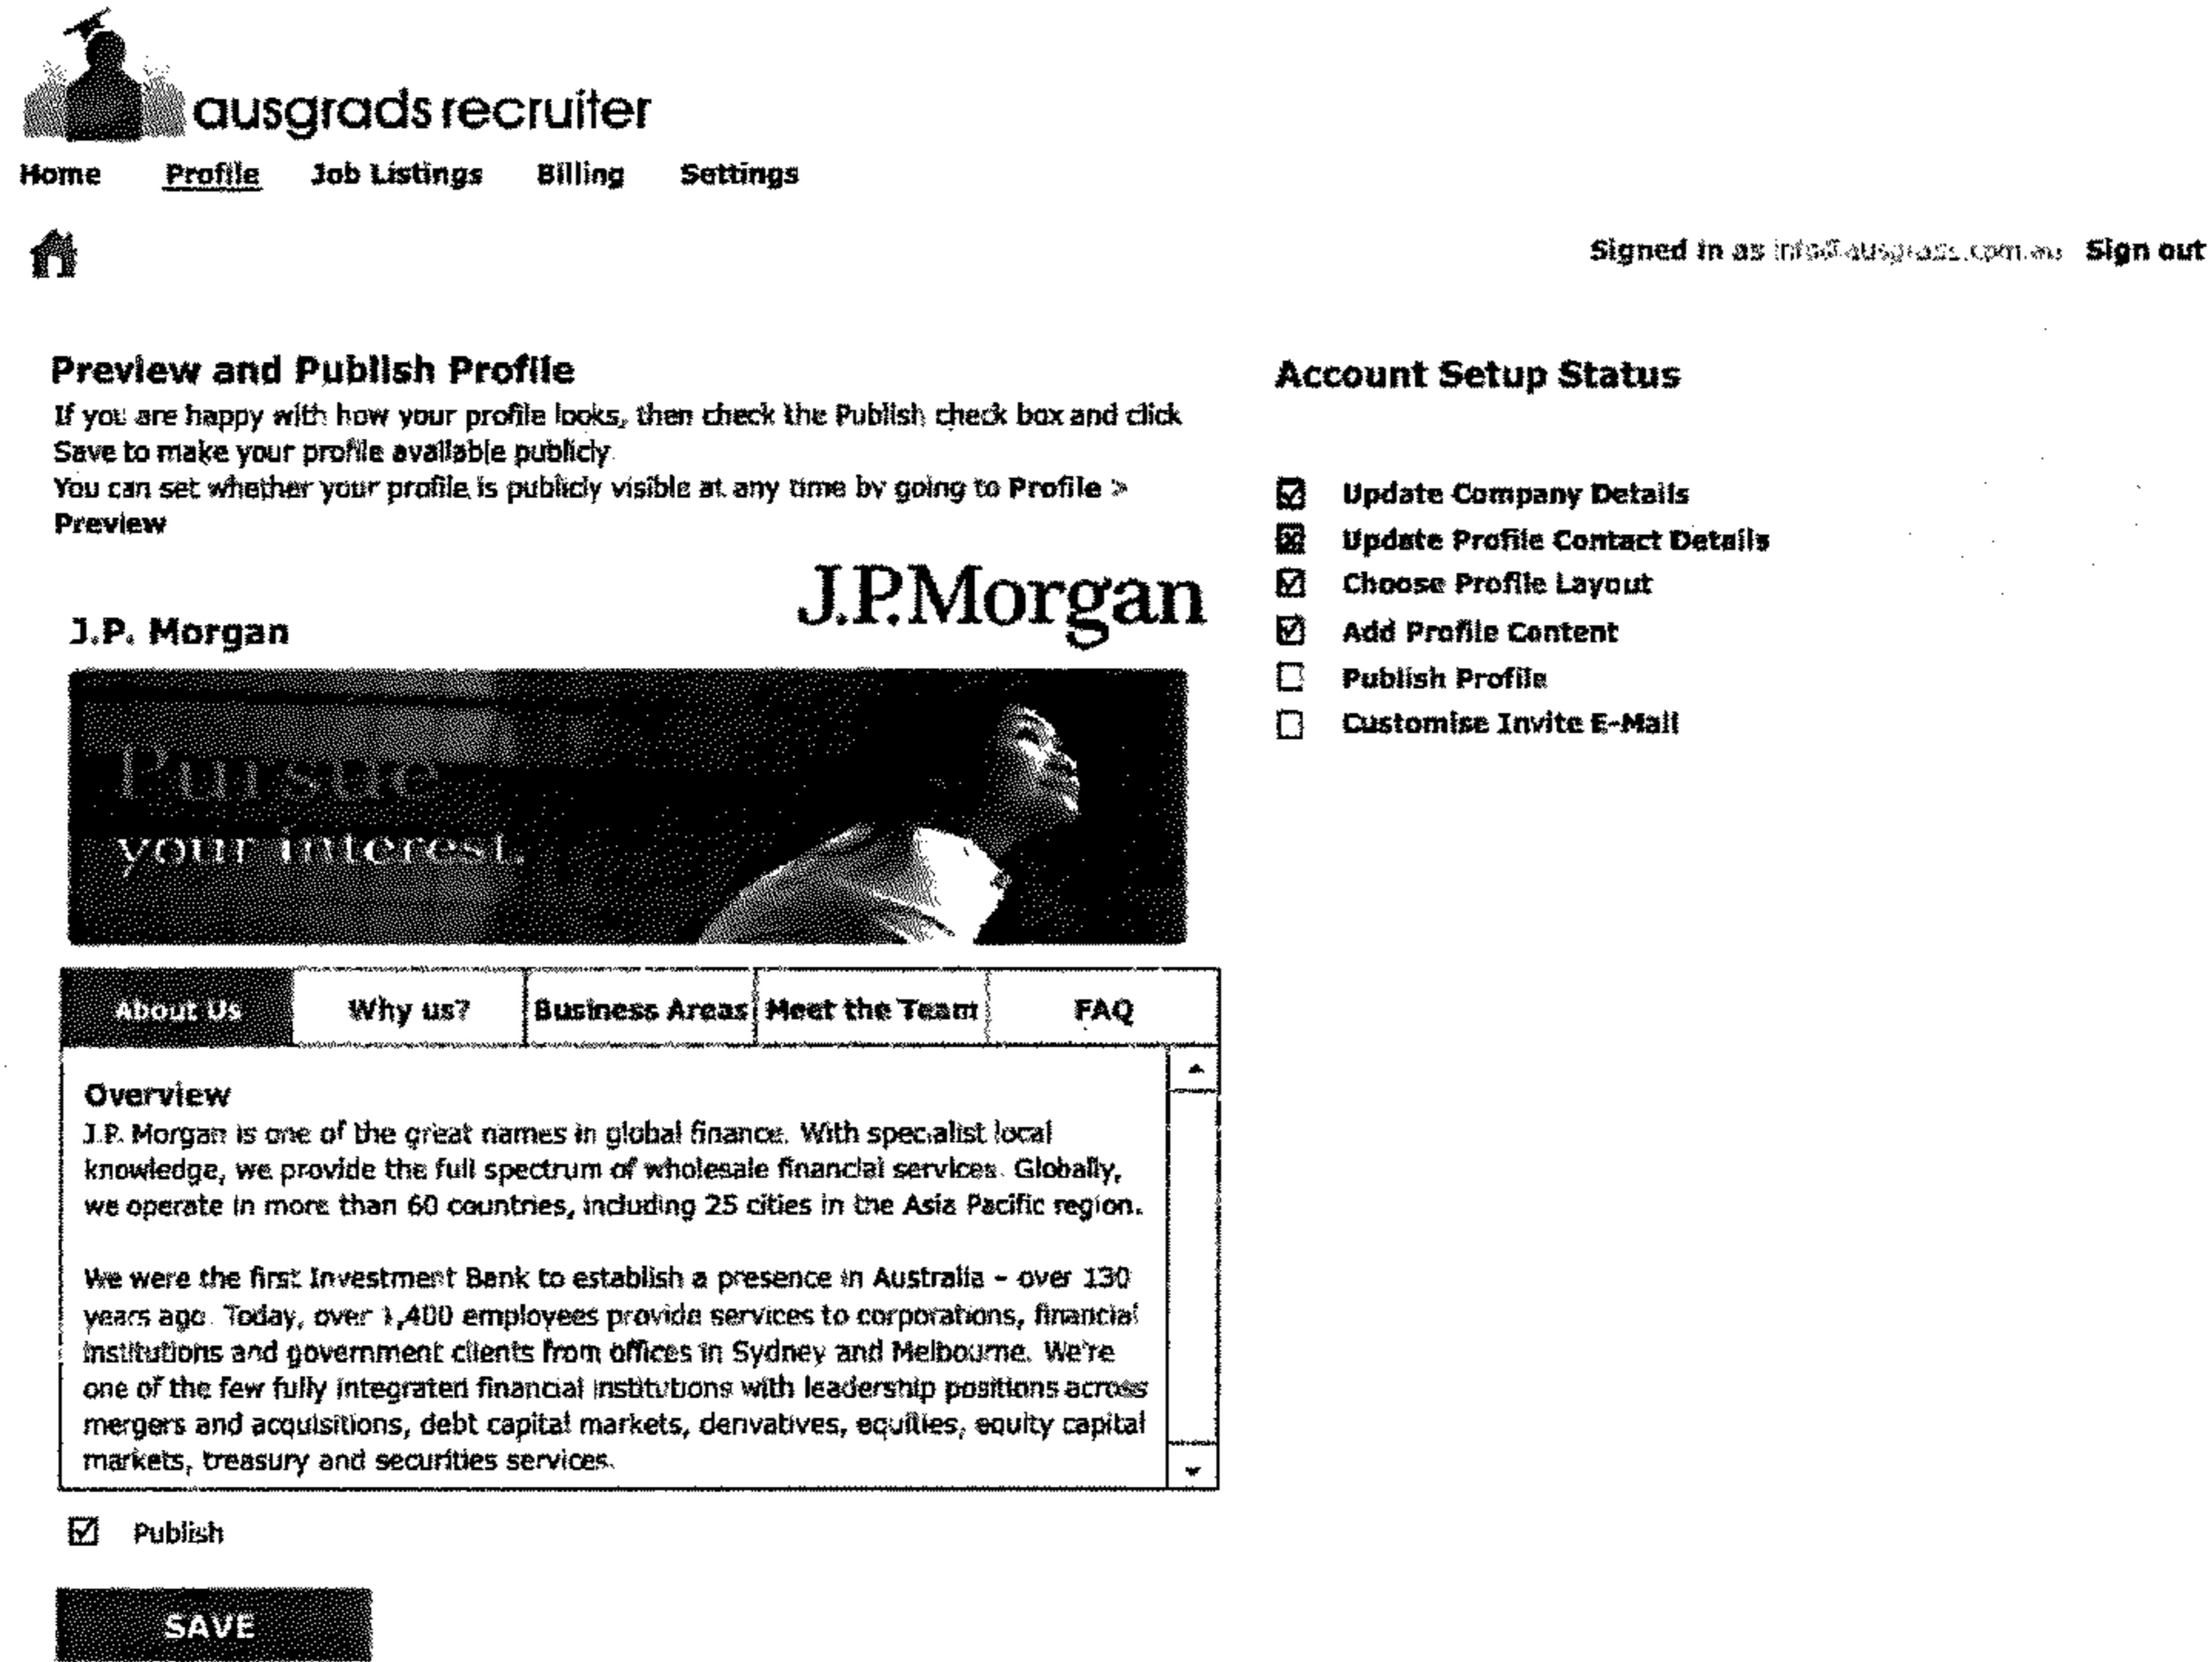 ausgrads recruiter
Home Profile Job Listings Billing Settings
Signed in as Sign out
Preview and Publish Profile
If you are happy with how your profile looks, then check the Publish check box and click
Save to make your profile available publicly
You can set whether your profile is publicly visible at any time by going to Profile >
Preview
J.P. Morgan
J.P.Morgan
Pursue
your interest.
About Us Why us? Business Areas Meet the Team FAQ
Overview
J.P. Morgan is one of the great names in global finance. With specialist local
knowledge, we provide the full spectrum of wholesale financial services. Globally,
we operate in more than 60 countries, including 25 cities in the Asia Pacific region.
We were the first Investment Bank to establish a presence in Australia – over 130
years ago. Today, over 1,400 employees provide services to corporations, financial
institutions and government clients from offices in Sydney and Melbourne. We're
one of the few fully integrated financial institutions with leadership positions across
mergers and acquisitions, debt capital markets, derivatives, equities, equity capital
markets, treasury and securities services.
Publish
SAVE
Account Setup Status
Update Company Details
Update Profile Contact Details
Choose Profile Layout
Add Profile Content
Publish Profile
Customise Invite E-Mail